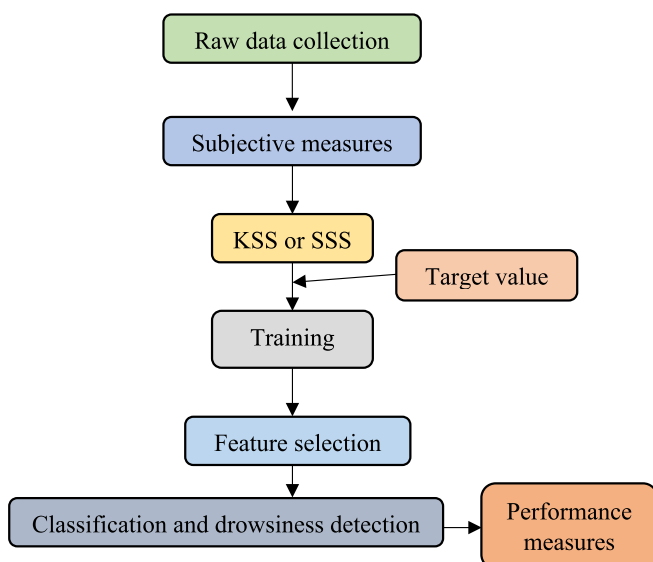 Raw data collection
Subjective measures
KSS or SSS
Target value
Training
Feature selection
Classification and drowsiness detection
Performance
measures